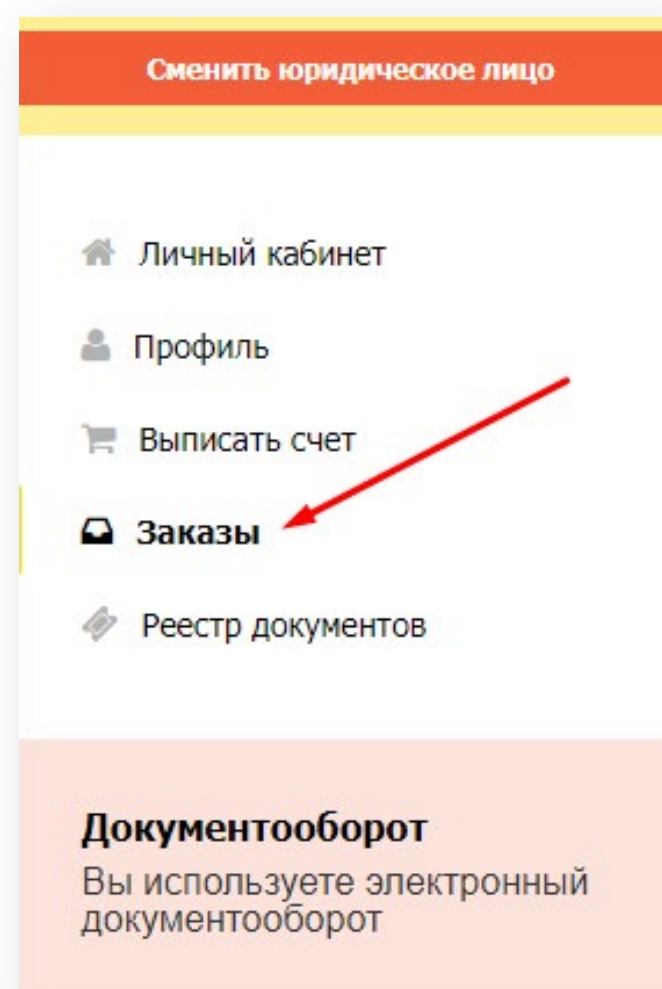 Сменить юридическое лицо
Личный кабинет
Профиль
Выписать счет
Заказы
Реестр документов
Документооборот
Вы используете электронный
документооборот